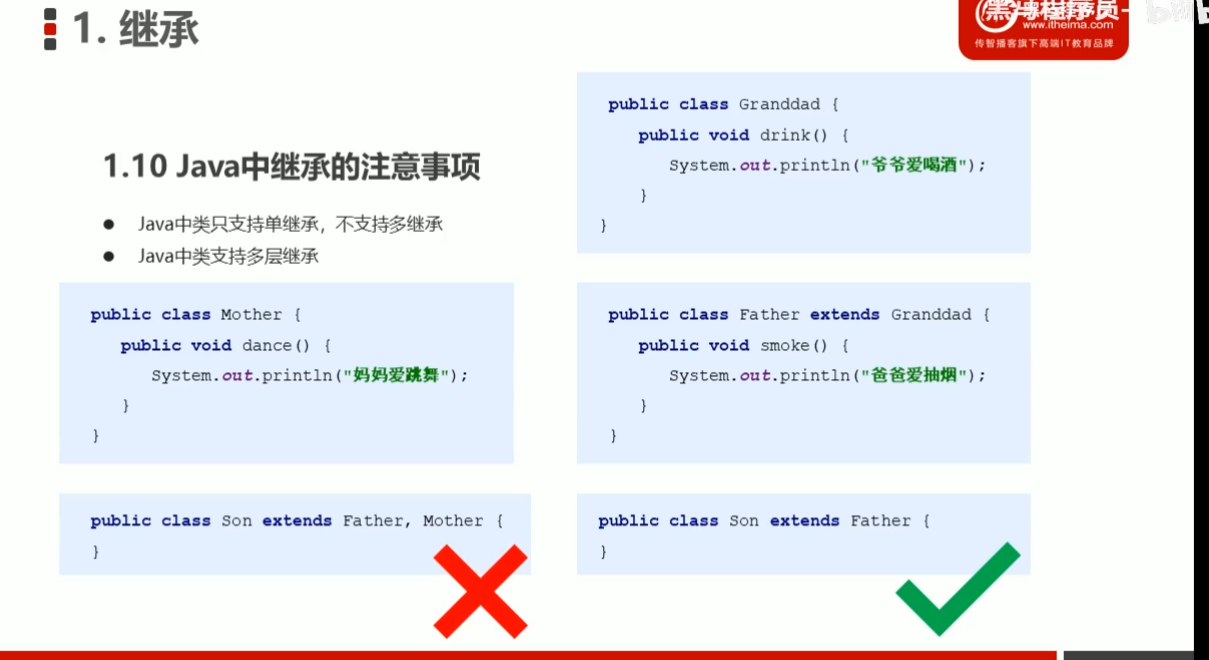 1. 继承
www.itheima.com
传智播客旗下高端IT教育品牌
1.10 Java中继承的注意事项
● Java中类只支持单继承，不支持多继承
● Java中类支持多层继承
public class Granddad {
public void drink() {
System.out.println("爷爷爱喝酒");
}
}
public class Mother {
public void dance() {
System.out.println("妈妈爱跳舞");
}
}
public class Father extends Granddad {
public void smoke() {
System.out.println("爸爸爱抽烟");
}
}
public class Son extends Father, Mother {
}
public class Son extends Father {
}